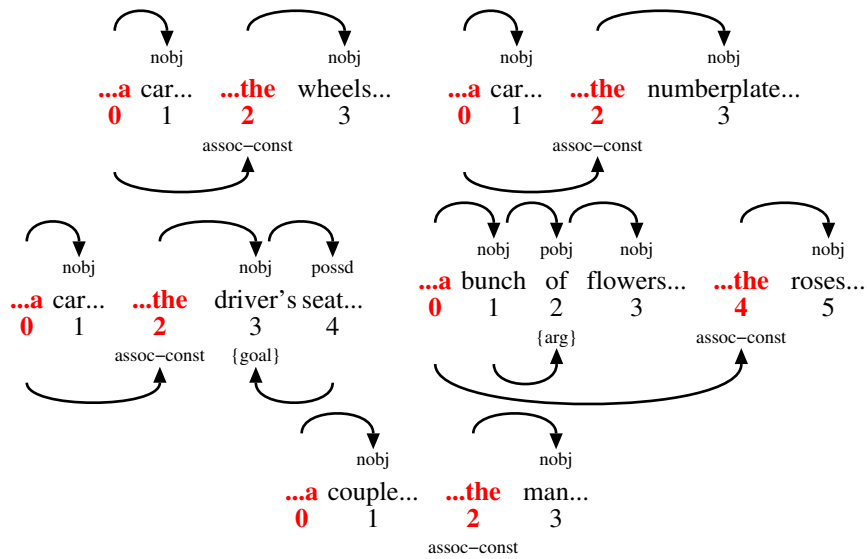 nobj nobj
...a car... ...the wheels...
0 1 2 3
assoc-const
nobj nobj
...a car... ...the numberplate...
0 1 2 3
assoc-const
nobj nobj possd
...a car... ...the driver's seat...
0 1 2 3 4
assoc-const {goal}
nobj pobj nobj nobj
...a bunch of flowers... ...the roses...
0 1 2 3 4 5
{arg} assoc-const
nobj nobj
...a couple... ...the man...
0 1 2 3
assoc-const